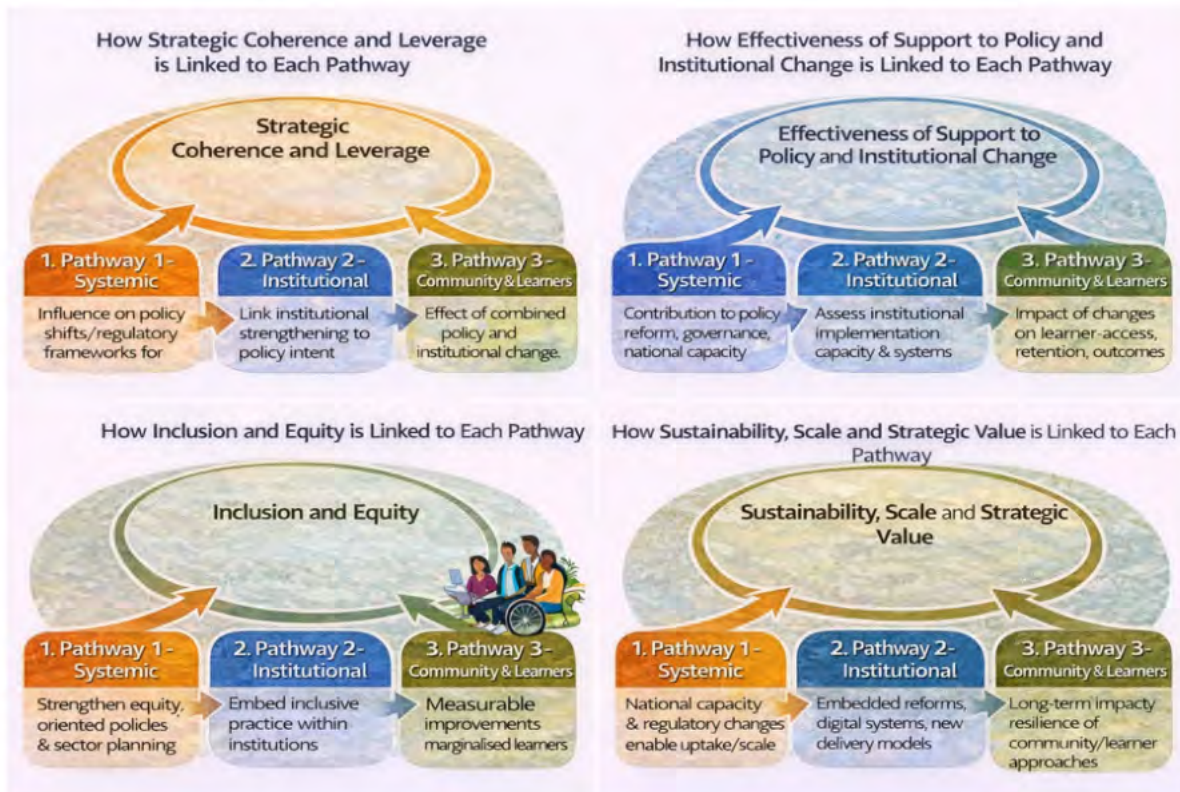 How Strategic Coherence and Leverage
is Linked to Each Pathway
Strategic
Coherence and Leverage
1. Pathway 1-
Systemic
Influence on policy
shifts/regulatory
frameworks for
2. Pathway 2-
Institutional
Link institutional
strengthening to
policy intent
3. Pathway 3-
Community & Learners
Effect of combined
policy and
institutional change.
How Effectiveness of Support to Policy and
Institutional Change is Linked to Each Pathway
Effectiveness of Support to
Policy and Institutional Change
1. Pathway 1-
Systemic
Contribution to policy
reform, governance,
national capacity
2. Pathway 2-
Institutional
Assess institutional
implementation
capacity & systems
3. Pathway 3-
Community & Learners
Impact of changes
on learner-access,
retention, outcomes
How Inclusion and Equity is Linked to Each Pathway
Inclusion and Equity
1. Pathway 1-
Systemic
Strengthen equity,
oriented policies
& sector planning
2. Pathway 2-
Institutional
Embed inclusive
practice within
institutions
3. Pathway 3-
Community & Learners
Measurable
improvements
marginalised learners
How Sustainability, Scale and Strategic Value is Linked to Each
Pathway
Sustainability, Scale and Strategic
Value
1. Pathway 1-
Systemic
National capacity
& regulatory changes
enable uptake/scale
2. Pathway 2-
Institutional
Embedded reforms,
digital systems, new
delivery models
3. Pathway 3-
Community & Learners
Long-term impacty
resilience of
community/learner
approaches